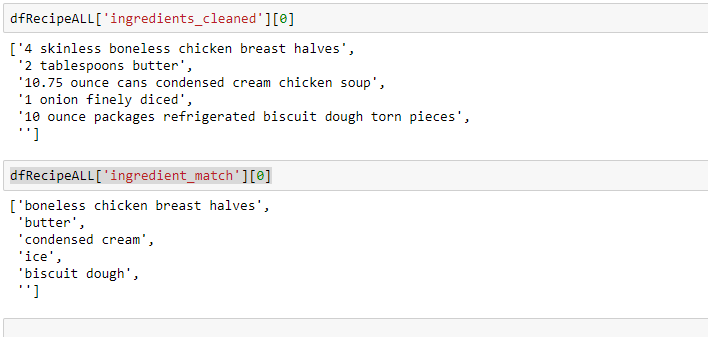 dfRecipeALL['ingredients_cleaned'][0]
['4 skinless boneless chicken breast halves',
'2 tablespoons butter',
'10.75 ounce cans condensed cream chicken soup',
'1 onion finely diced',
'10 ounce packages refrigerated biscuit dough torn pieces',
'']
dfRecipeALL['ingredient_match'][0]
['boneless chicken breast halves',
'butter',
'condensed cream',
'ice',
'biscuit dough',
'']